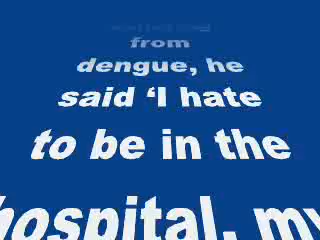 from
dengue, he
said ‘I hate
to be in the
hospital, my